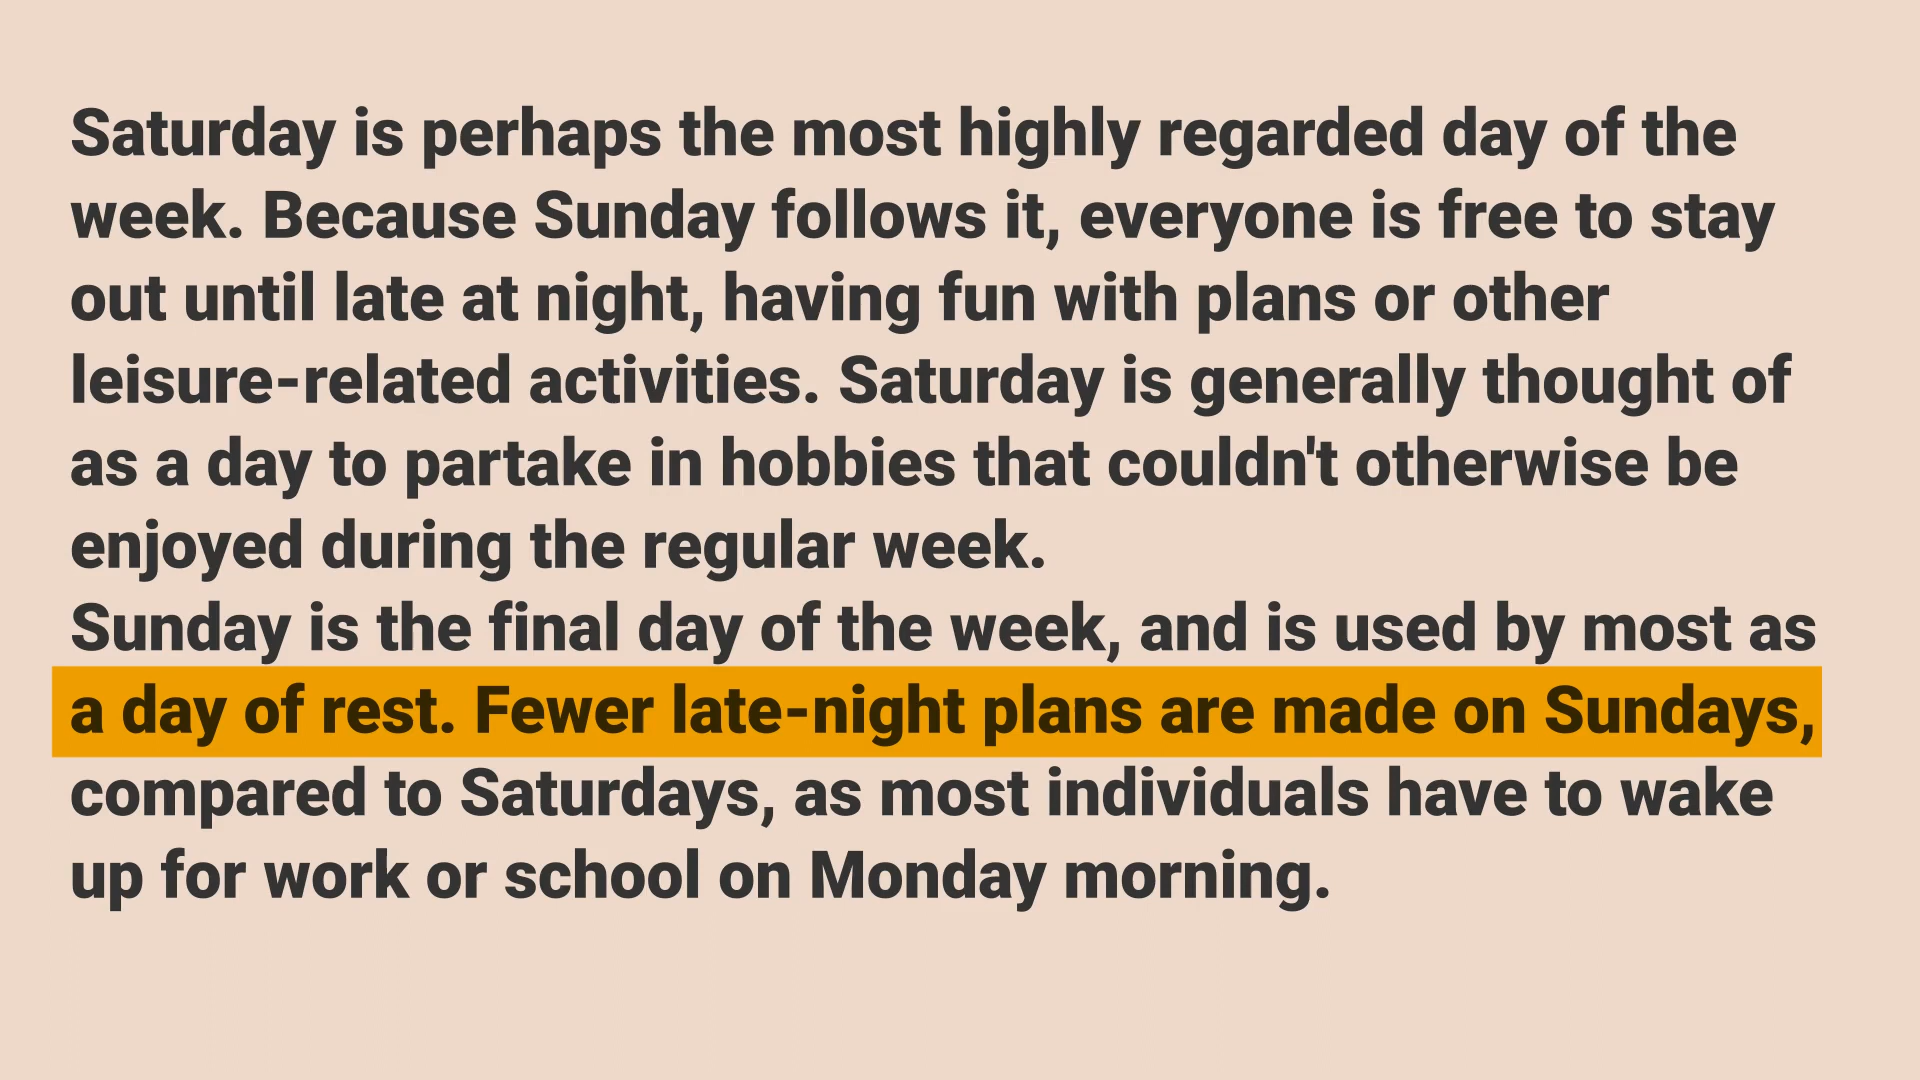 Saturday is perhaps the most highly regarded day of the
week. Because Sunday follows it, everyone is free to stay
out until late at night, having fun with plans or other
leisure-related activities. Saturday is generally thought of
as a day to partake in hobbies that couldn't otherwise be
enjoyed during the regular week.
Sunday is the final day of the week, and is used by most as
a day of rest. Fewer late-night plans are made on Sundays,
compared to Saturdays, as most individuals have to wake
up for work or school on Monday morning.